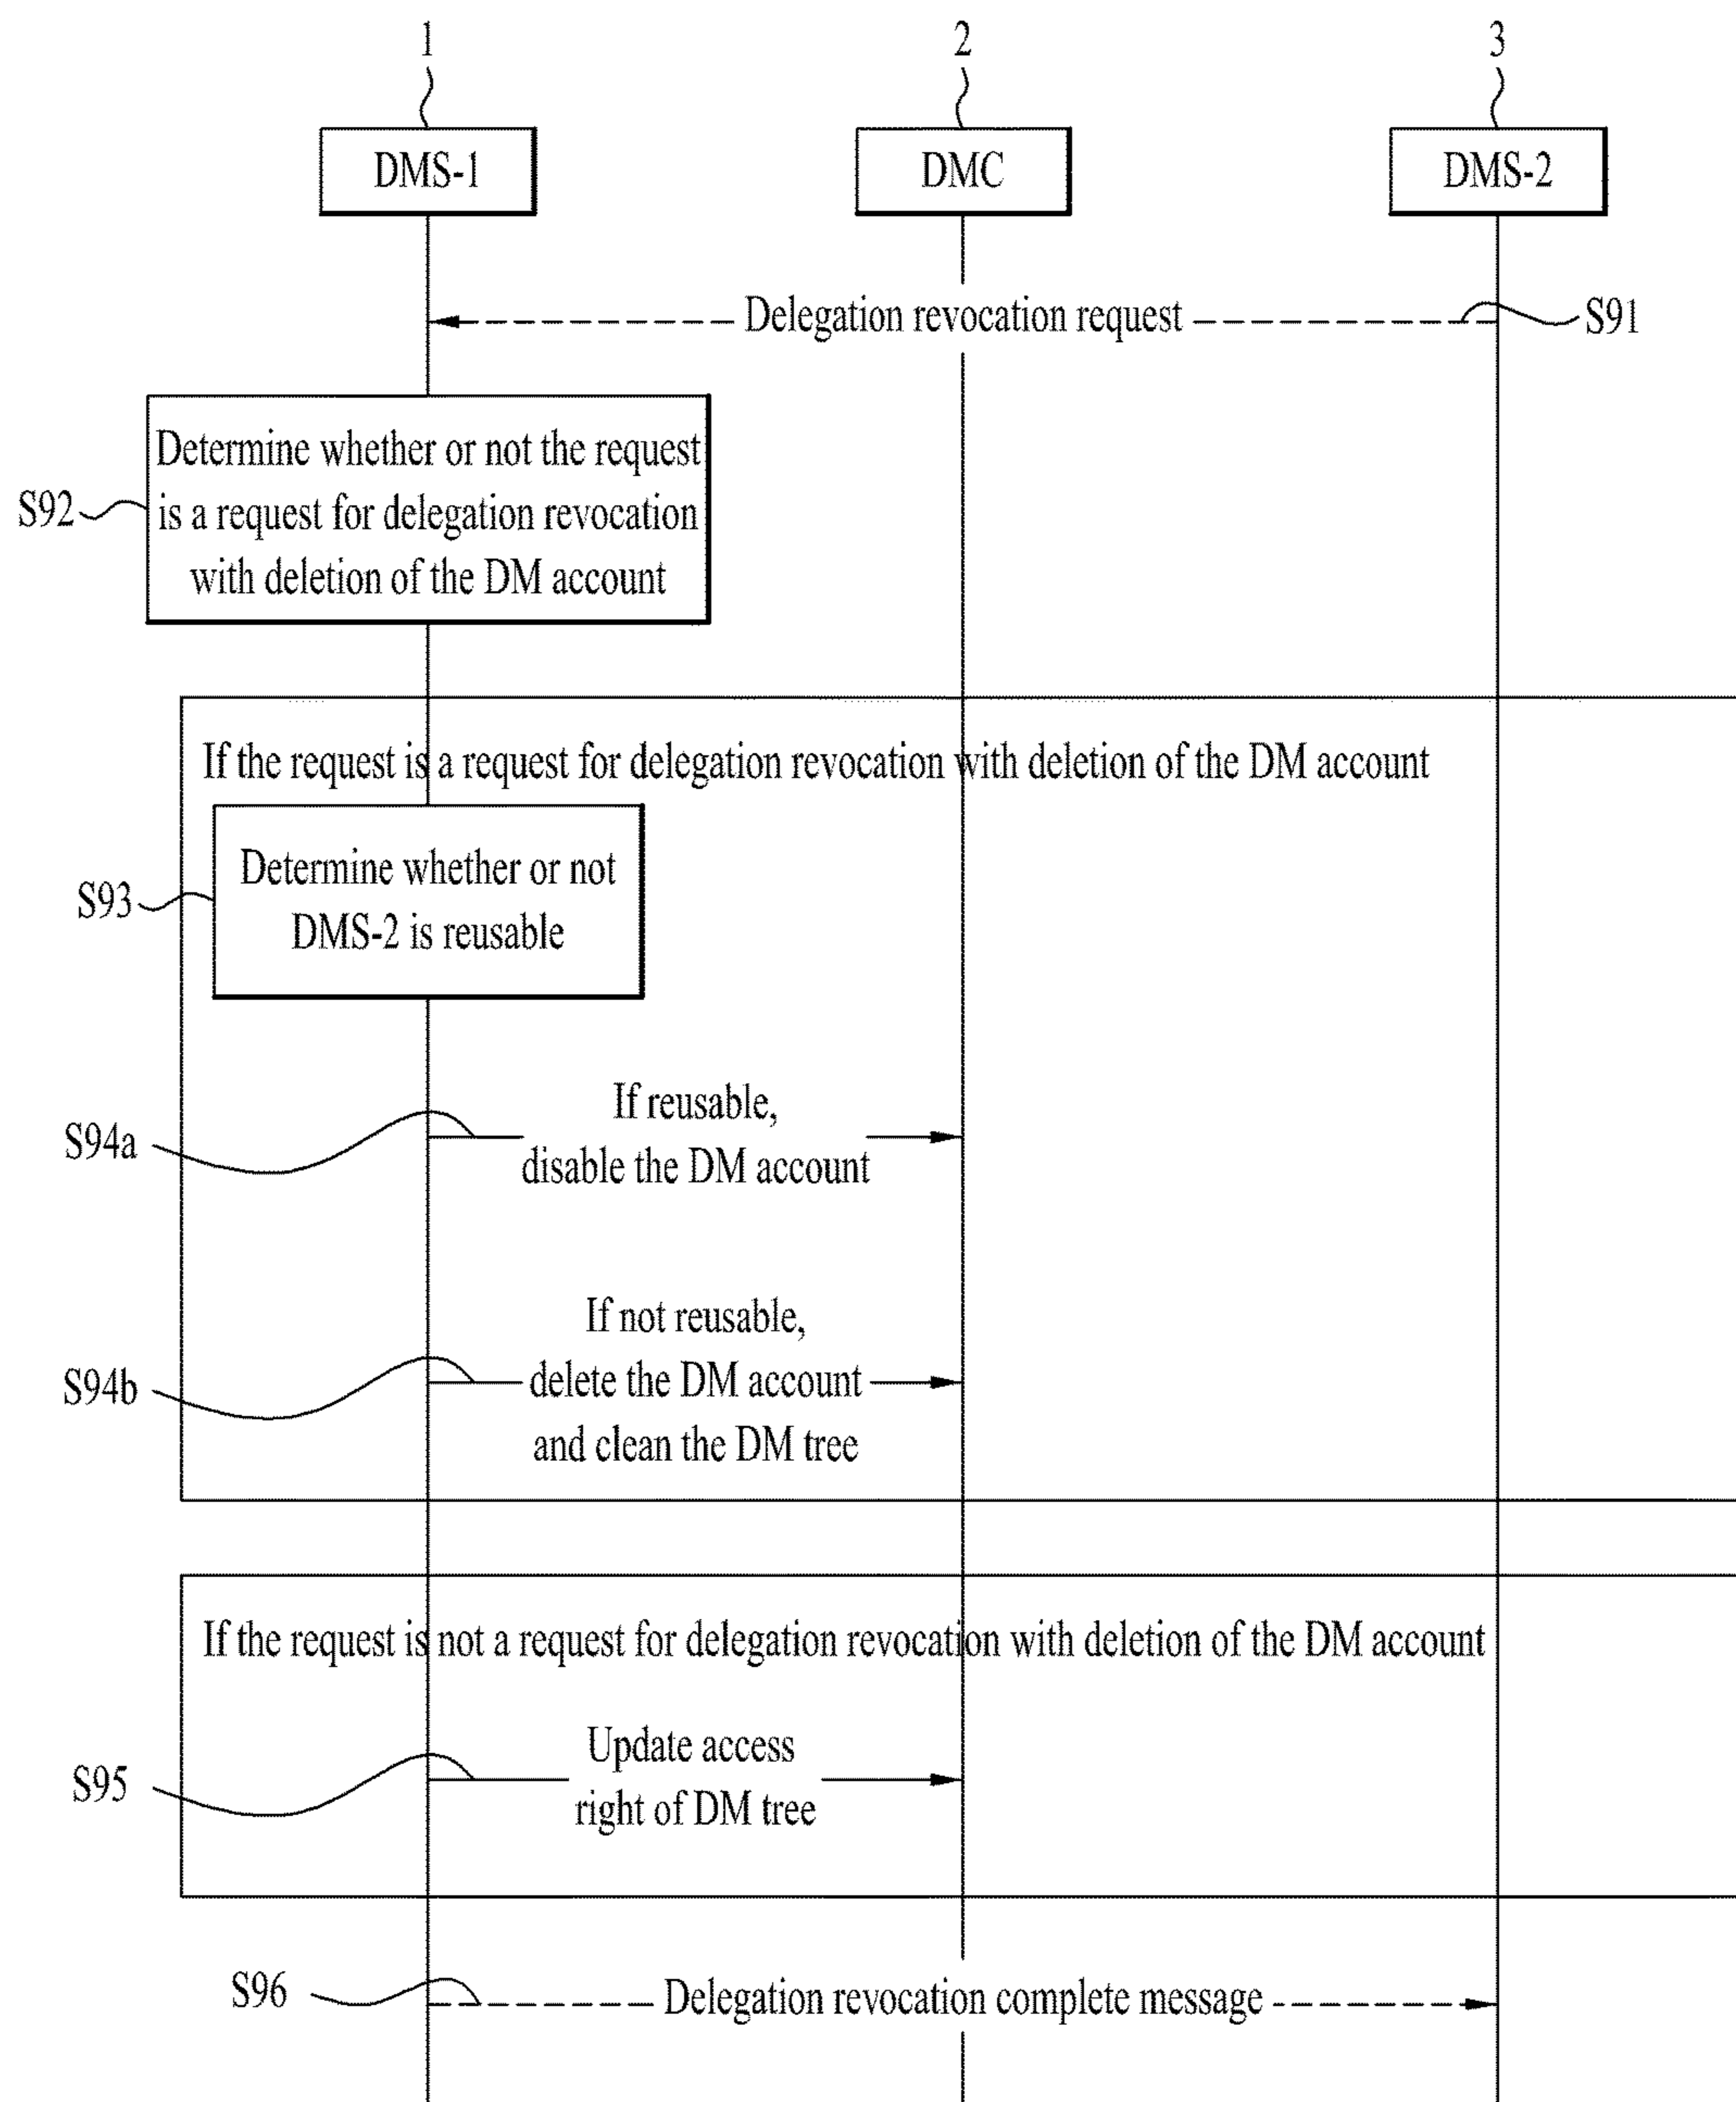 1
2
3
DMS-1
DMC
DMS-2
Delegation revocation request
S91
Determine whether or not the request
is a request for delegation revocation
with deletion of the DM account
S92
If the request is a request for delegation revocation with deletion of the DM account
Determine whether or not
DMS-2 is reusable
S93
If reusable,
disable the DM account
S94a
If not reusable,
delete the DM account
and clean the DM tree
S94b
If the request is not a request for delegation revocation with deletion of the DM account
Update access
right of DM tree
S95
S96
Delegation revocation complete message